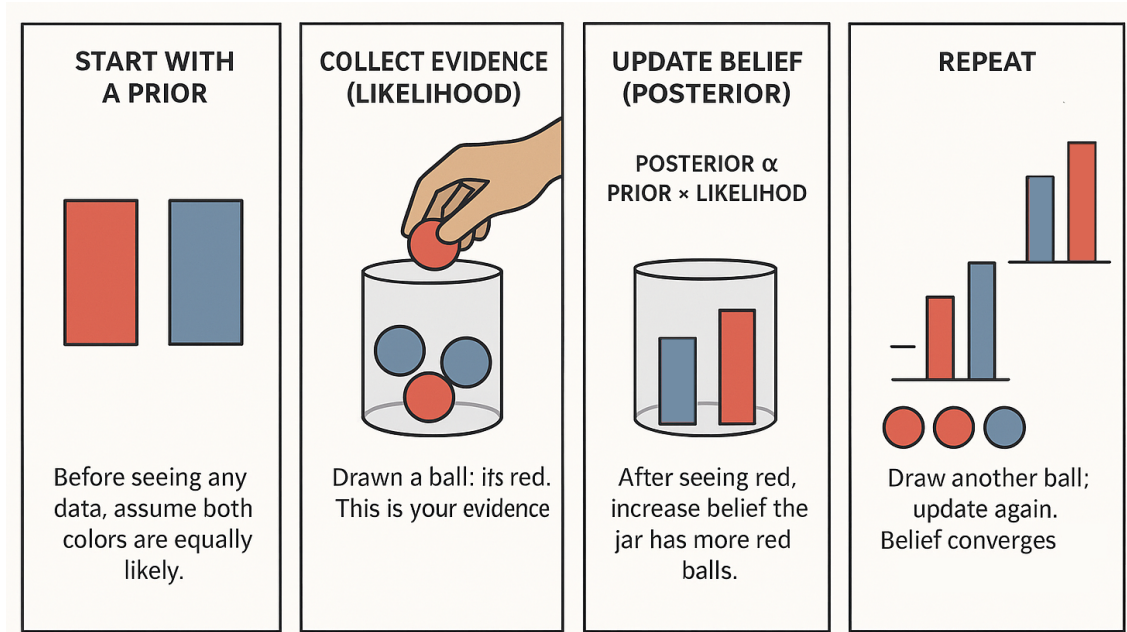 START WITH
A PRIOR
Before seeing any
data, assume both
colors are equally
likely.
COLLECT EVIDENCE
(LIKELIHOOD)
Drawn a ball: its red.
This is your evidence
UPDATE BELIEF
(POSTERIOR)
POSTERIOR α
PRIOR × LIKELIHOD
After seeing red,
increase belief the
jar has more red
balls.
REPEAT
Draw another ball;
update again.
Belief converges